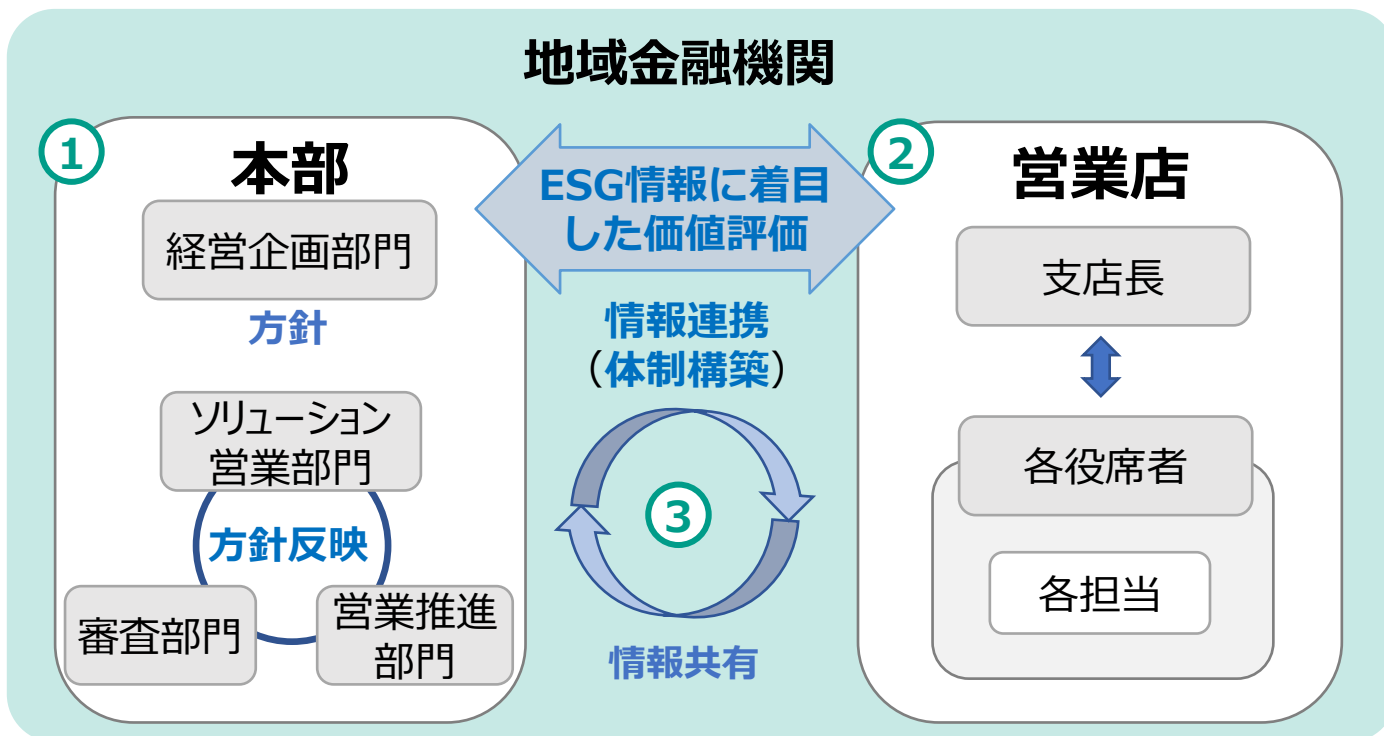 地域金融機関
1
本部
経営企画部門
方針
ソリューション
営業部門
方針反映
審査部門
営業推進
部門
ESG情報に着目
した価値評価
情報連携
（体制構築）
3
情報共有
2
営業店
支店長
各役席者
各担当